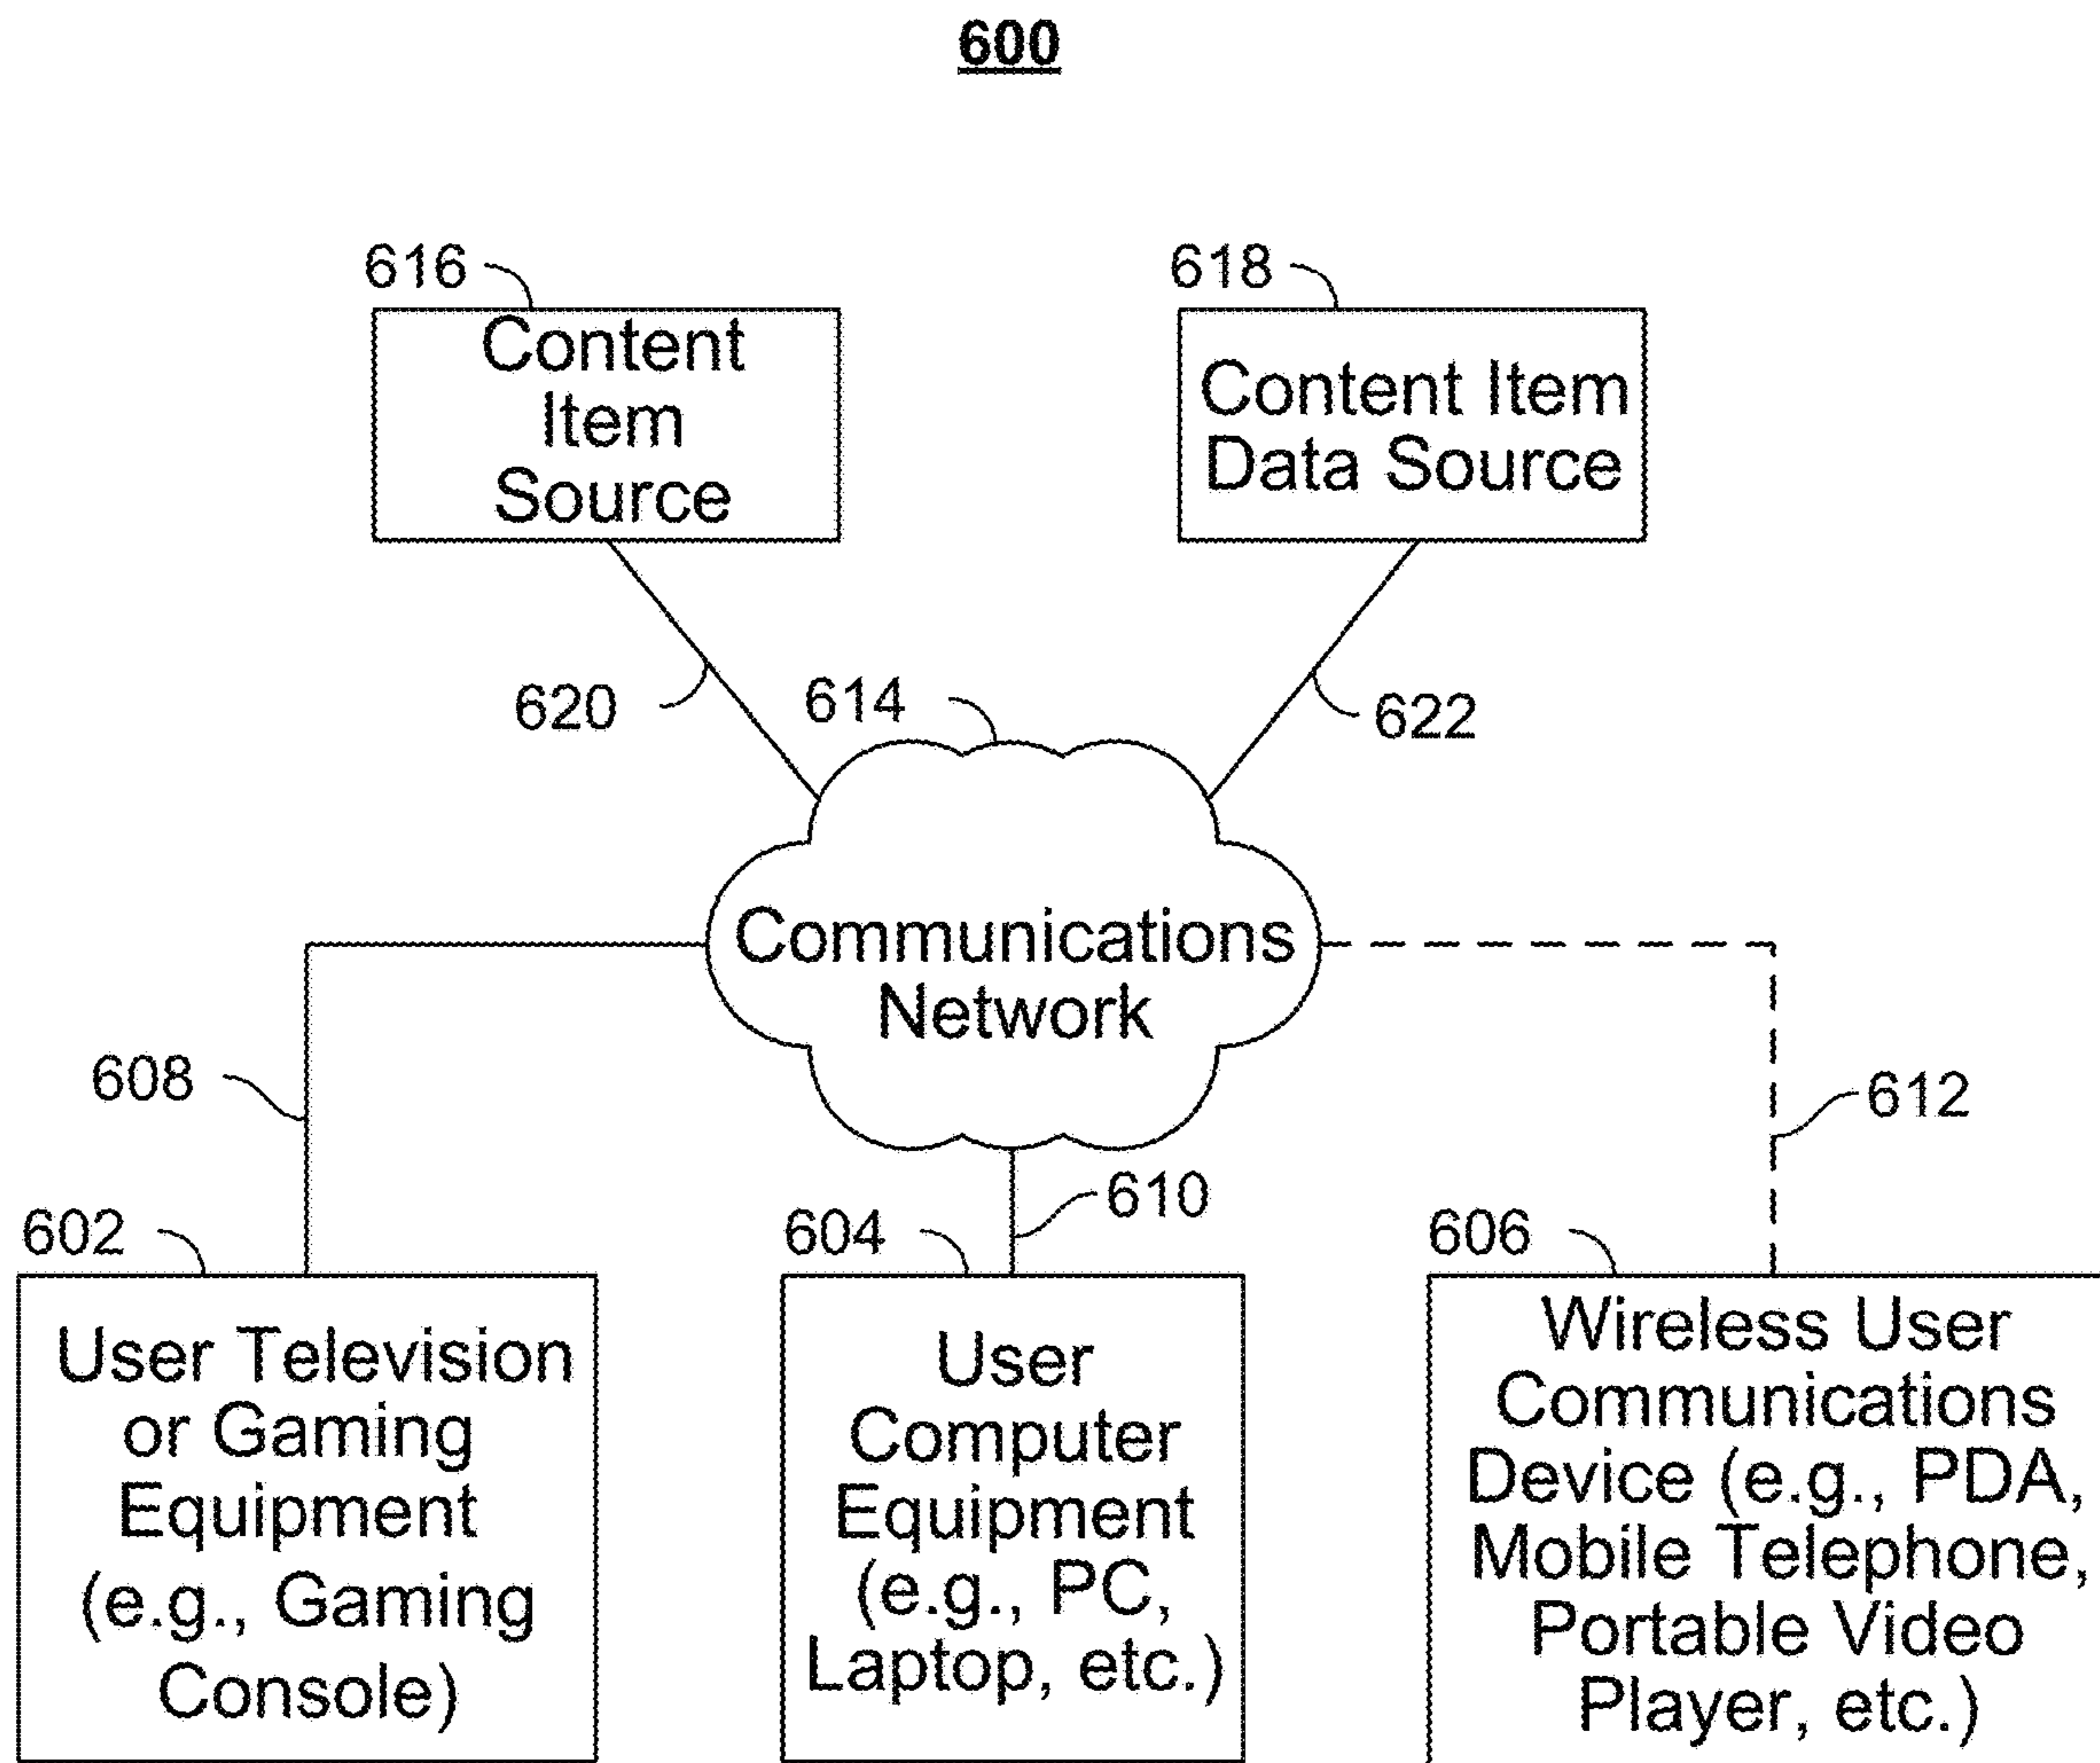 600
616
618
Content
Item
Source
Content Item
Data Source
620
614
622
Communications
Network
608
612
610
602
604
606
User Television
or Gaming
Equipment
(e.g., Gaming
Console)
User
Computer
Equipment
(e.g., PC,
Laptop, etc.)
Wireless User
Communications
Device (e.g., PDA,
Mobile Telephone,
Portable Video
Player, etc.)